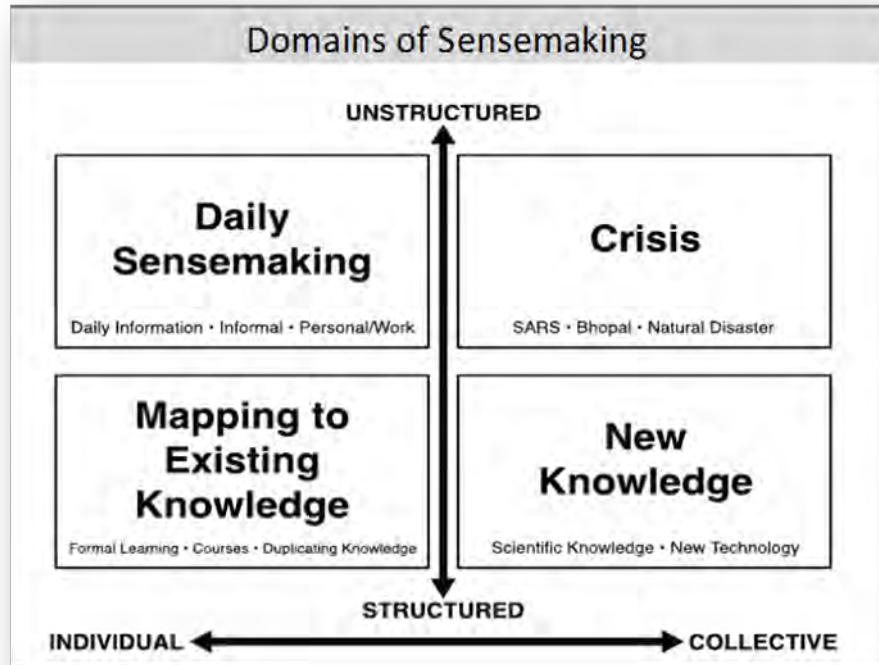 Domains of Sensemaking
UNSTRUCTURED
Daily
Sensemaking
Daily Information • Informal • Personal/Work
Crisis
SARS • Bhopal • Natural Disaster
Mapping to
Existing
Knowledge
Formal Learning • Courses • Duplicating Knowledge
New
Knowledge
Scientific Knowledge • New Technology
STRUCTURED
INDIVIDUAL
COLLECTIVE